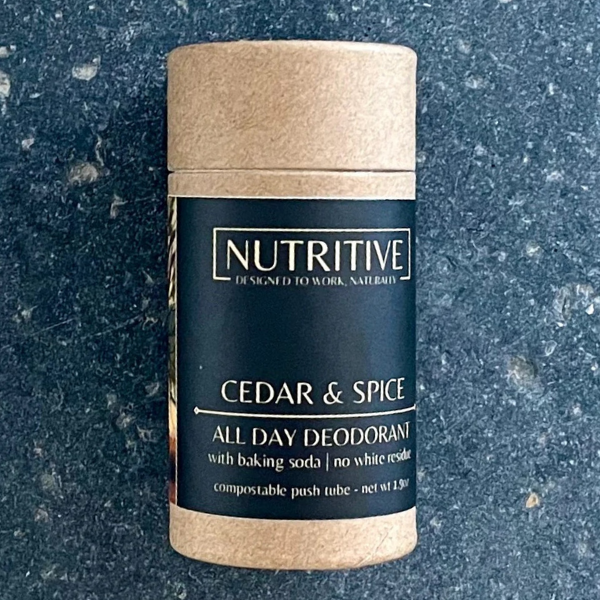 NUTRITIVE
DESIGNED TO WORK, NATURALLY
CEDAR & SPICE
ALL DAY DEODORANT
with baking soda | no white residue
compostable push tube - net wt 1.9oz